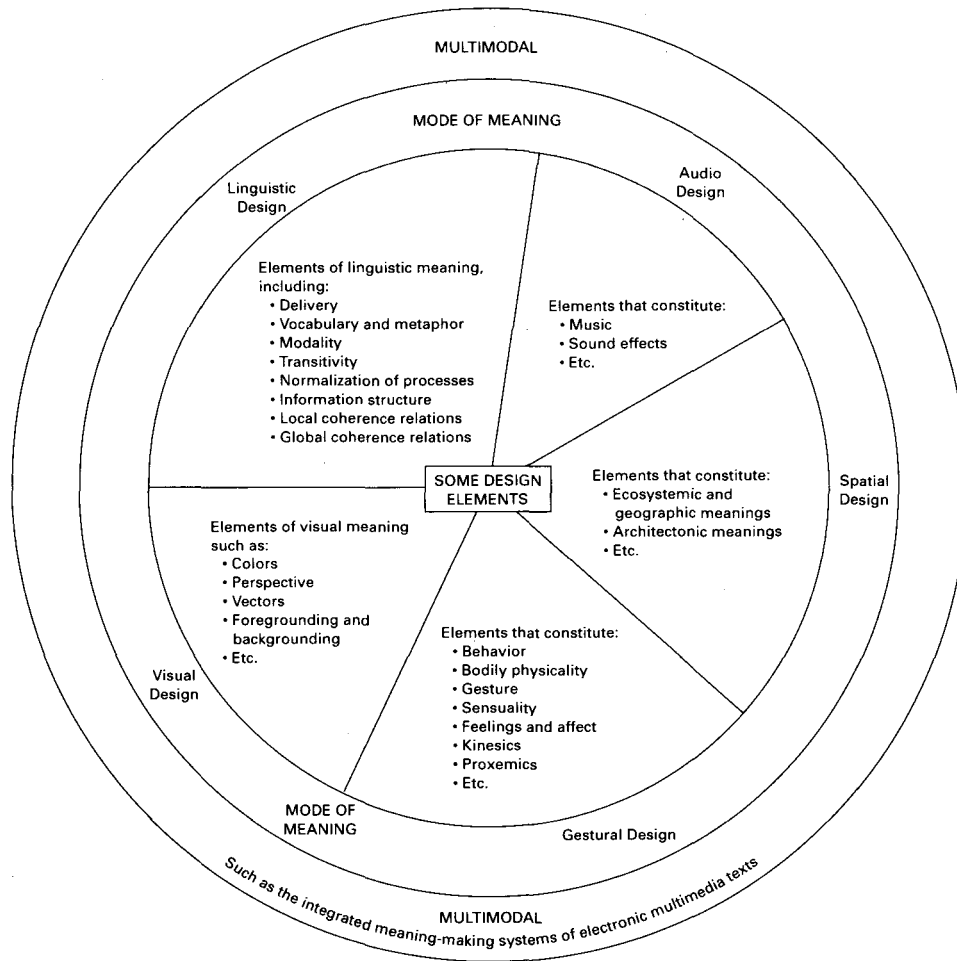 MULTIMODAL
MODE OF MEANING
Linguistic
Design
Audio
Design
Elements of linguistic meaning,
including:
• Delivery
• Vocabulary and metaphor
• Modality
• Transitivity
• Normalization of processes
• Information structure
• Local coherence relations
• Global coherence relations
Elements that constitute:
• Music
• Sound effects
• Etc.
SOME DESIGN
ELEMENTS
Elements that constitute:
• Ecosystemic and
geographic meanings
• Architectonic meanings
• Etc.
Spatial
Design
Elements of visual meaning
such as:
• Colors
• Perspective
• Vectors
• Foregrounding and
backgrounding
• Etc.
Visual
Design
Elements that constitute:
• Behavior
• Bodily physicality
• Gesture
• Sensuality
• Feelings and affect
• Kinesics
• Proxemics
• Etc.
MODE OF
MEANING
Gestural Design
MULTIMODAL
Such as the integrated meaning-making systems of electronic multimedia texts